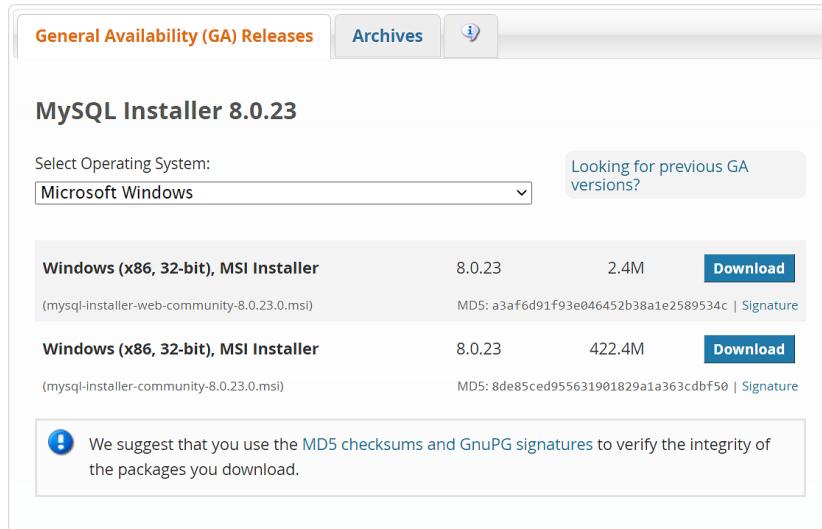 General Availability (GA) Releases
Archives
MySQL Installer 8.0.23
Select Operating System:
Looking for previous GA
versions?
Microsoft Windows
Windows (x86, 32-bit), MSI Installer 8.0.23 2.4M Download
(mysql-installer-web-community-8.0.23.0.msi) MD5: a3af6d91f93e046452b38a1e2589534c | Signature
Windows (x86, 32-bit), MSI Installer 8.0.23 422.4M Download
(mysql-installer-community-8.0.23.0.msi) MD5: 8de85ced955631901829a1a363cdbf50 | Signature
We suggest that you use the MD5 checksums and GnuPG signatures to verify the integrity of
the packages you download.